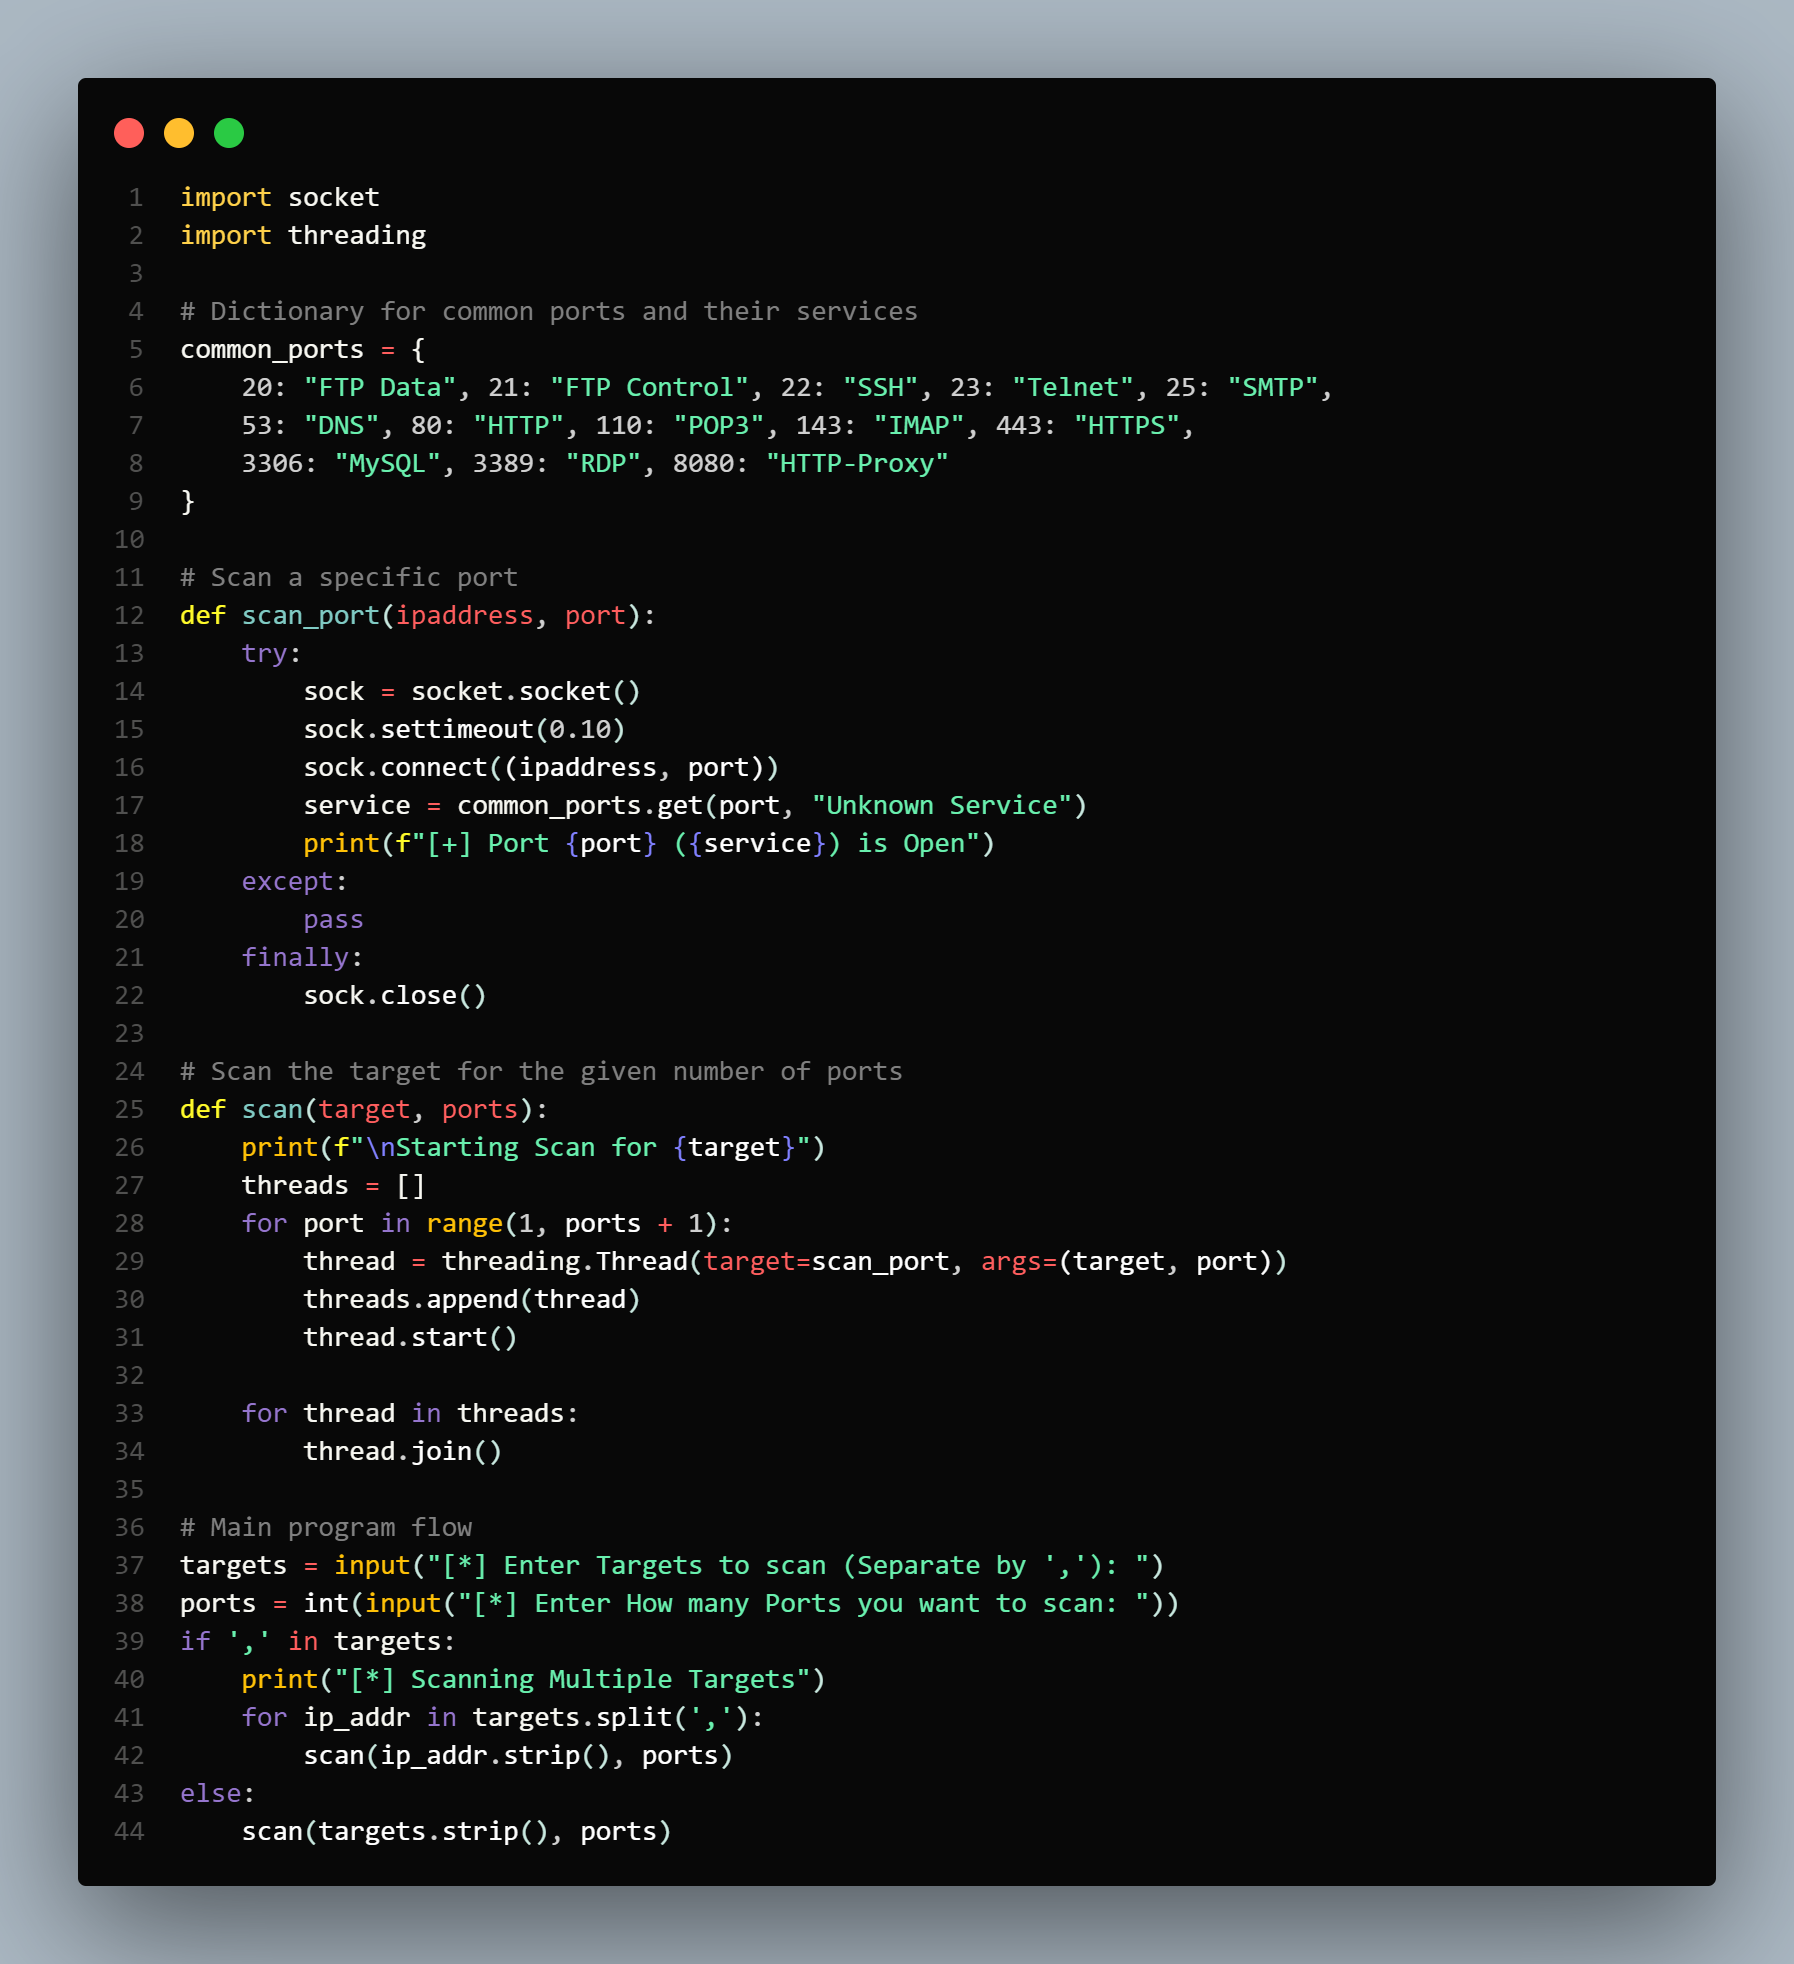 1 import socket
2 import threading
3
4 # Dictionary for common ports and their services
5 common_ports = {
6     20: "FTP Data", 21: "FTP Control", 22: "SSH", 23: "Telnet", 25: "SMTP",
7     53: "DNS", 80: "HTTP", 110: "POP3", 143: "IMAP", 443: "HTTPS",
8     3306: "MySQL", 3389: "RDP", 8080: "HTTP-Proxy"
9 }
10
11 # Scan a specific port
12 def scan_port(ipaddress, port):
13     try:
14         sock = socket.socket()
15         sock.settimeout(0.10)
16         sock.connect((ipaddress, port))
17         service = common_ports.get(port, "Unknown Service")
18         print(f"[+] Port {port} ({service}) is Open")
19     except:
20         pass
21     finally:
22         sock.close()
23
24 # Scan the target for the given number of ports
25 def scan(target, ports):
26     print(f"\nStarting Scan for {target}")
27     threads = []
28     for port in range(1, ports + 1):
29         thread = threading.Thread(target=scan_port, args=(target, port))
30         threads.append(thread)
31         thread.start()
32
33     for thread in threads:
34         thread.join()
35
36 # Main program flow
37 targets = input("[*] Enter Targets to scan (Separate by ','): ")
38 ports = int(input("[*] Enter How many Ports you want to scan: "))
39 if ',' in targets:
40     print("[*] Scanning Multiple Targets")
41     for ip_addr in targets.split(','):
42         scan(ip_addr.strip(), ports)
43 else:
44     scan(targets.strip(), ports)